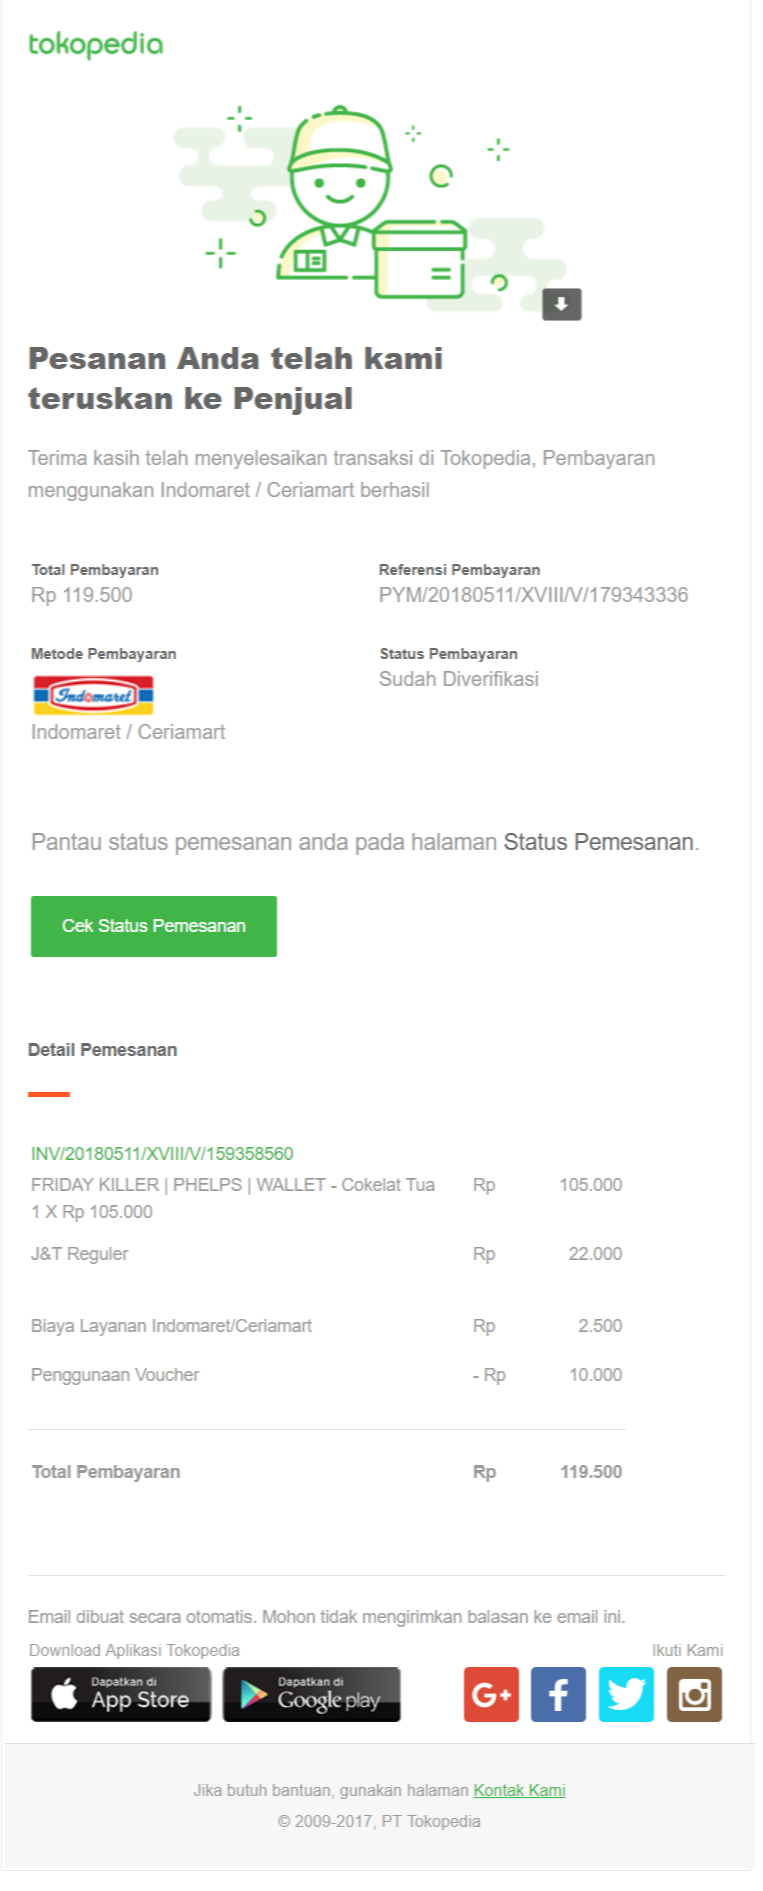 tokopedia
Pesanan Anda telah kami
teruskan ke Penjual
Terima kasih telah menyelesaikan transaksi di Tokopedia, Pembayaran
menggunakan Indomaret / Ceriamart berhasil
Total Pembayaran
Rp 119.500
Referensi Pembayaran
PYM/20180511/XVIII/V/179343336
Metode Pembayaran
Indomaret
Indomaret / Ceriamart
Status Pembayaran
Sudah Diverifikasi
Pantau status pemesanan anda pada halaman Status Pemesanan.
Cek Status Pemesanan
Detail Pemesanan
INV/20180511/XVIII/V/159358560
FRIDAY KILLER | PHELPS | WALLET - Cokelat Tua Rp 105.000
1 X Rp 105.000
J&T Reguler Rp 22.000
Biaya Layanan Indomaret/Ceriamart Rp 2.500
Penggunaan Voucher - Rp 10.000
Total Pembayaran Rp 119.500
Email dibuat secara otomatis. Mohon tidak mengirimkan balasan ke email ini.
Download Aplikasi Tokopedia
Dapatkan di
App Store
Dapatkan di
Google play
Ikuti Kami
G+ f
Jika butuh bantuan, gunakan halaman Kontak Kami
© 2009-2017, PT Tokopedia